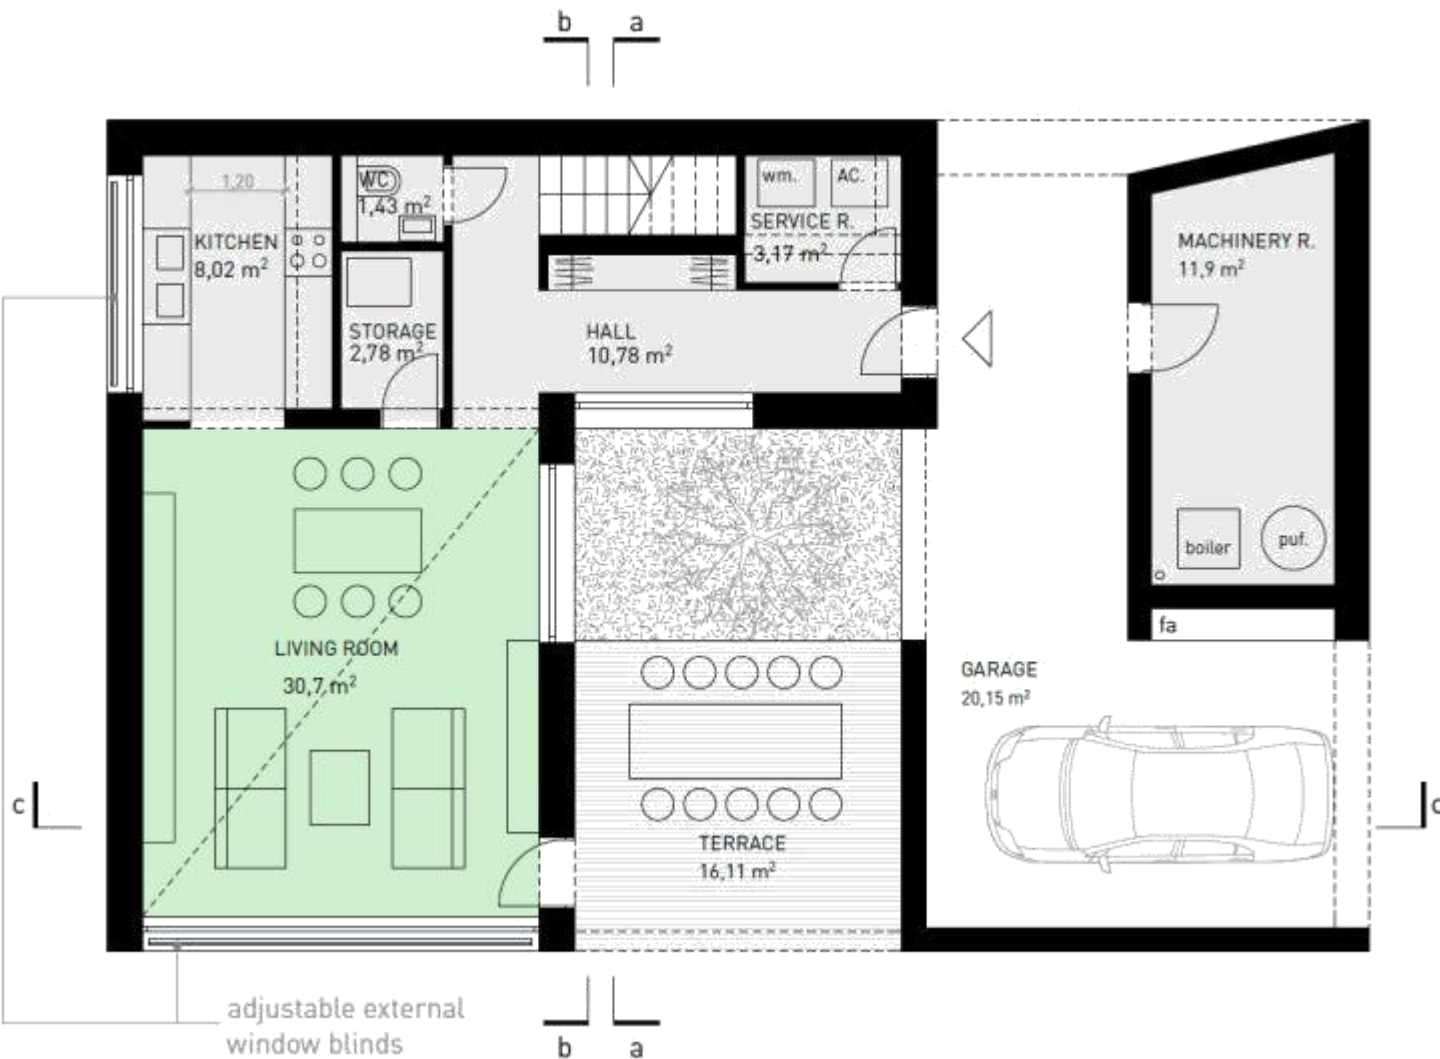 b a
1,20
WC
1,43 m²
wm. AC.
SERVICE R.
3,17 m²
KITCHEN
8,02 m²
MACHINERY R.
11,9 m²
STORAGE
2,78 m²
HALL
10,78 m²
boiler puf.
fa
LIVING ROOM
30,7 m²
GARAGE
20,15 m²
c c
TERRACE
16,11 m²
adjustable external
window blinds
b a